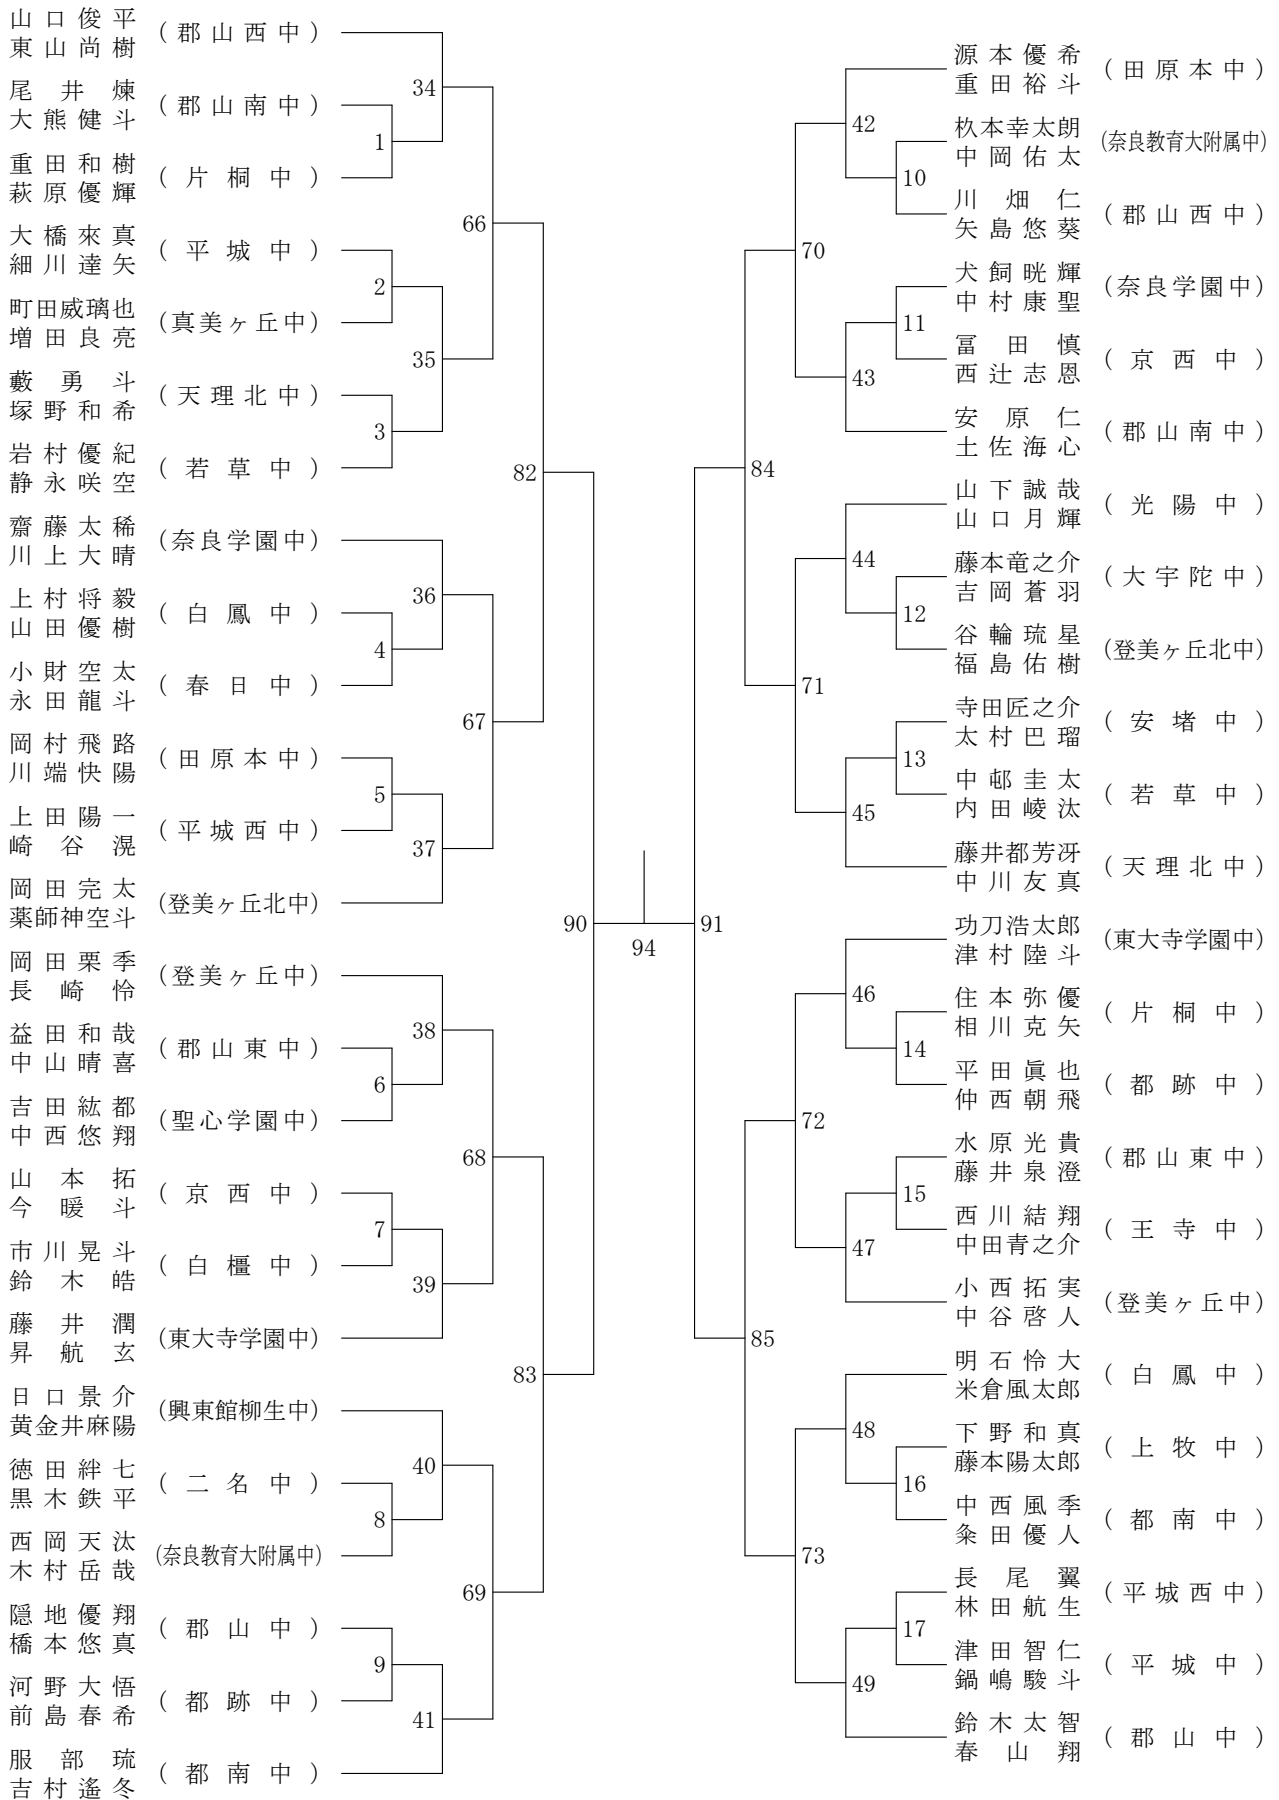 山口俊平
東山尚樹 (郡山西中)
尾井煉
大熊健斗 (郡山南中)
重田和樹
萩原優輝 (片桐中)
大橋來真
細川達矢 (平城中)
町田威璃也
増田良亮 (真美ヶ丘中)
藪勇斗
塚野和希 (天理北中)
岩村優紀
静永咲空 (若草中)
齋藤太稀
川上大晴 (奈良学園中)
上村将毅
山田優樹 (白鳳中)
小財空太
永田龍斗 (春日中)
岡村飛路
川端快陽 (田原本中)
上田陽一
崎谷滉 (平城西中)
岡田完太
薬師神空斗 (登美ヶ丘北中)
岡田栗季
長崎怜 (登美ヶ丘中)
益田和哉
中山晴喜 (郡山東中)
吉田紘都
中西悠翔 (聖心学園中)
山本拓
今暖斗 (京西中)
市川晃斗
鈴木皓 (白橿中)
藤井潤
昇航玄 (東大寺学園中)
日口景介
黄金井麻陽 (興東館柳生中)
徳田絆七
黒木鉄平 (二名中)
西岡天汰
木村岳哉 (奈良教育大附属中)
隠地優翔
橋本悠真 (郡山中)
河野大悟
前島春希 (都跡中)
服部琉
吉村遙冬 (都南中)
34
1
66
2
35
3
82
36
4
67
5
37
90
38
6
68
7
39
83
40
8
69
9
41
94
91
42
10
70
11
43
84
44
12
71
13
45
46
14
72
15
47
85
48
16
73
17
49
源本優希
重田裕斗 (田原本中)
杦本幸太朗
中岡佑太 (奈良教育大附属中)
川畑仁
矢島悠葵 (郡山西中)
犬飼晄輝
中村康聖 (奈良学園中)
冨田慎
西辻志恩 (京西中)
安原仁
土佐海心 (郡山南中)
山下誠哉
山口月輝 (光陽中)
藤本竜之介
吉岡蒼羽 (大宇陀中)
谷輪琉星
福島佑樹 (登美ヶ丘北中)
寺田匠之介
太村巴瑠 (安堵中)
中邨圭太
内田崚汰 (若草中)
藤井都芳冴
中川友真 (天理北中)
功刀浩太郎
津村陸斗 (東大寺学園中)
住本弥優
相川克矢 (片桐中)
平田眞也
仲西朝飛 (都跡中)
水原光貴
藤井泉澄 (郡山東中)
西川結翔
中田青之介 (王寺中)
小西拓実
中谷啓人 (登美ヶ丘中)
明石怜大
米倉風太郎 (白鳳中)
下野和真
藤本陽太郎 (上牧中)
中西風季
粂田優人 (都南中)
長尾翼
林田航生 (平城西中)
津田智仁
鍋嶋駿斗 (平城中)
鈴木太智
春山翔 (郡山中)